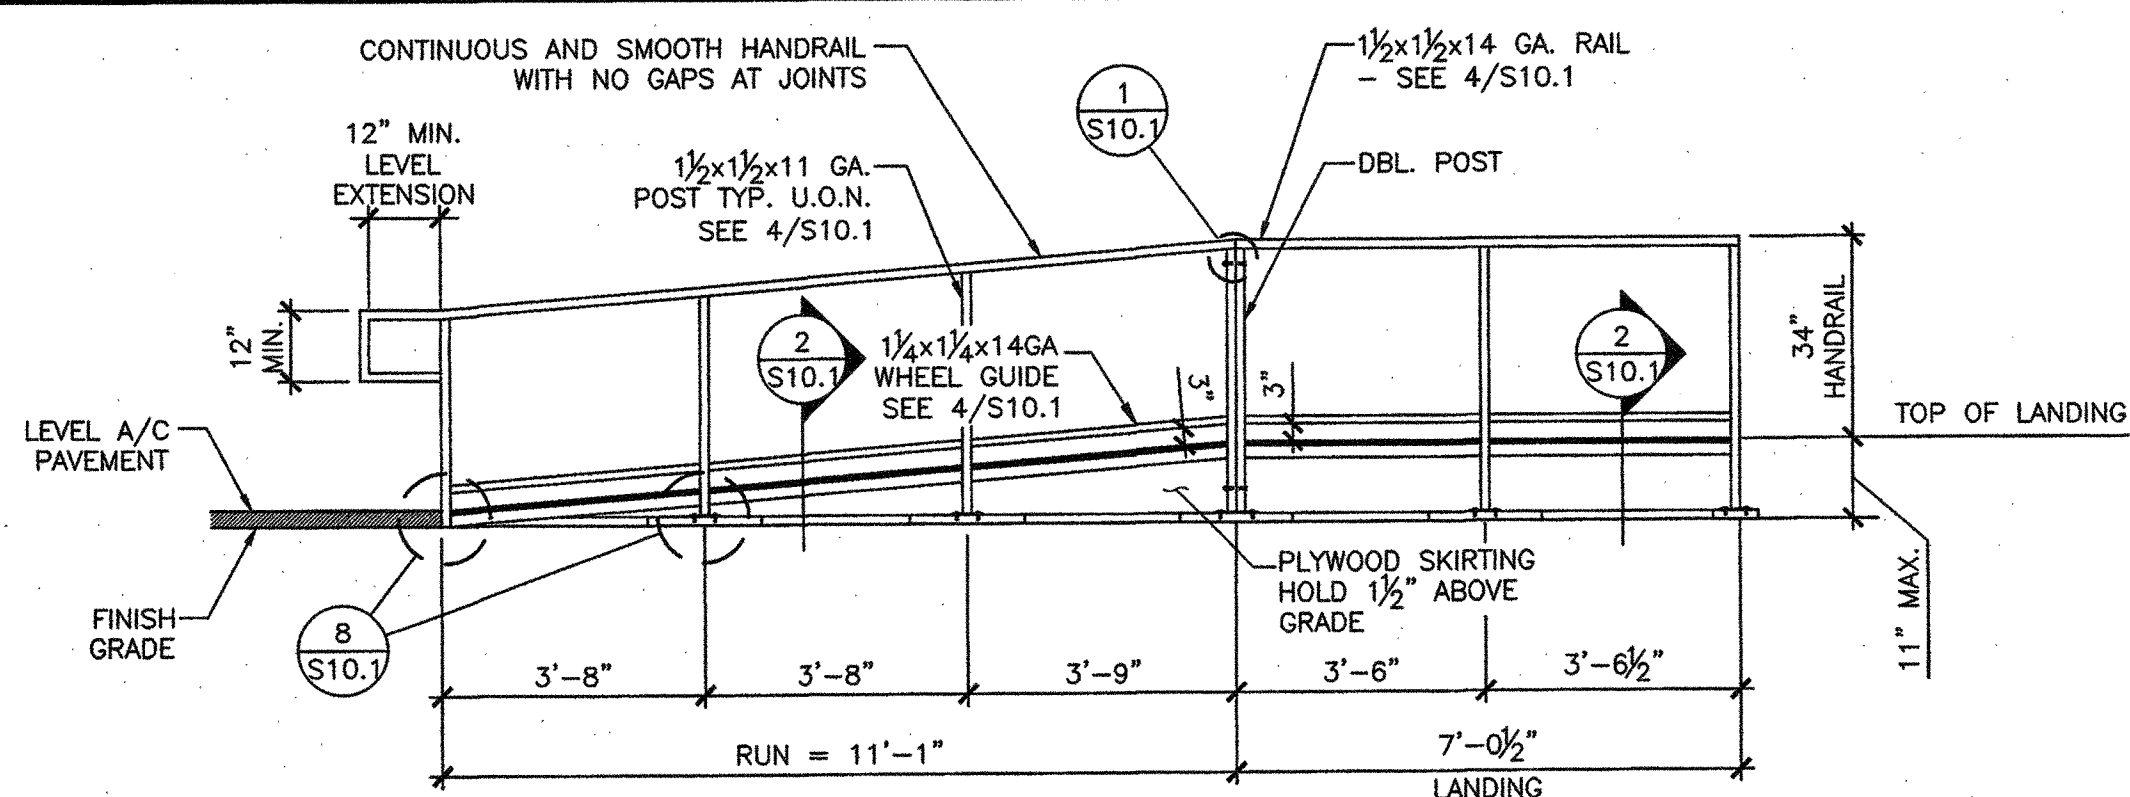 CONTINUOUS AND SMOOTH HANDRAIL
WITH NO GAPS AT JOINTS
1½x1½x14 GA. RAIL
- SEE 4/S10.1
1
S10.1
12" MIN.
LEVEL
EXTENSION
1½x1½x11 GA.
POST TYP. U.O.N.
SEE 4/S10.1
DBL. POST
12"
MIN.
2
S10.1
1¼x1¼x14GA
WHEEL GUIDE
SEE 4/S10.1
3"
3"
2
S10.1
34"
HANDRAIL
TOP OF LANDING
LEVEL A/C
PAVEMENT
FINISH
GRADE
8
S10.1
PLYWOOD SKIRTING
HOLD 1½" ABOVE
GRADE
11" MAX.
3'-8"
3'-8"
3'-9"
3'-6"
3'-6½"
RUN = 11'-1"
7'-0½"
LANDING